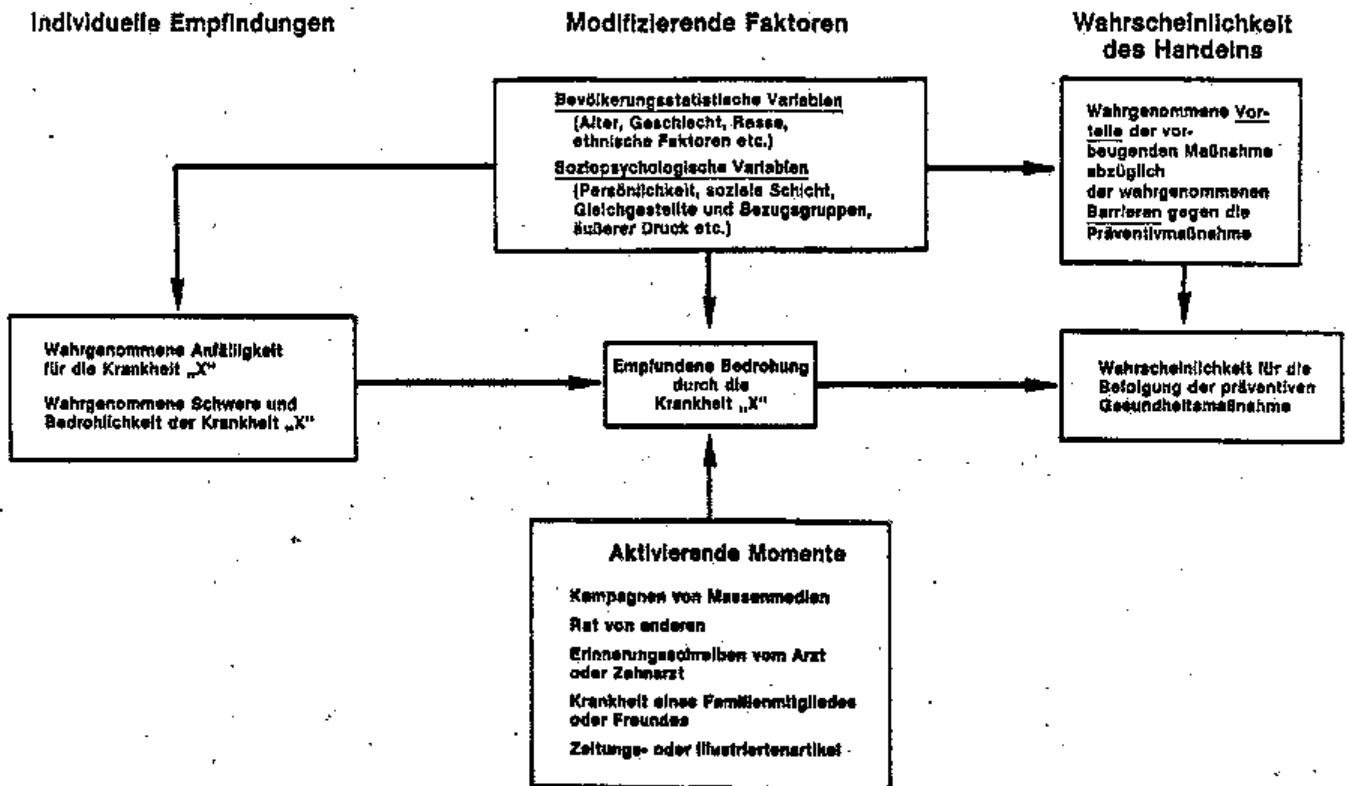 Individuelle Empfindungen
Modifizierende Faktoren
Wahrscheinlichkeit
des Handelns
Bevölkerungsstatistische Variablen
(Alter, Geschlecht, Rasse,
ethnische Faktoren etc.)
Soziopsychologische Variablen
(Persönlichkeit, soziale Schicht,
Gleichgestellte und Bezugsgruppen,
äußerer Druck etc.)
Wahrgenommene Vor-
teile der vor-
beugenden Maßnahme
abzüglich
der wahrgenommenen
Barrieren gegen die
Präventivmaßnahme
Wahrgenommene Anfälligkeit
für die Krankheit „X"
Wahrgenommene Schwere und
Bedrohlichkeit der Krankheit „X"
Empfundene Bedrohung
durch die
Krankheit „X"
Wahrscheinlichkeit für die
Befolgung der präventiven
Gesundheitsmaßnahme
Aktivierende Momente
Kampagnen von Massenmedien
Rat von anderen
Erinnerungsschreiben vom Arzt
oder Zahnarzt
Krankheit eines Familienmitgliedes
oder Freundes
Zeitungs- oder Illustriertenartikel